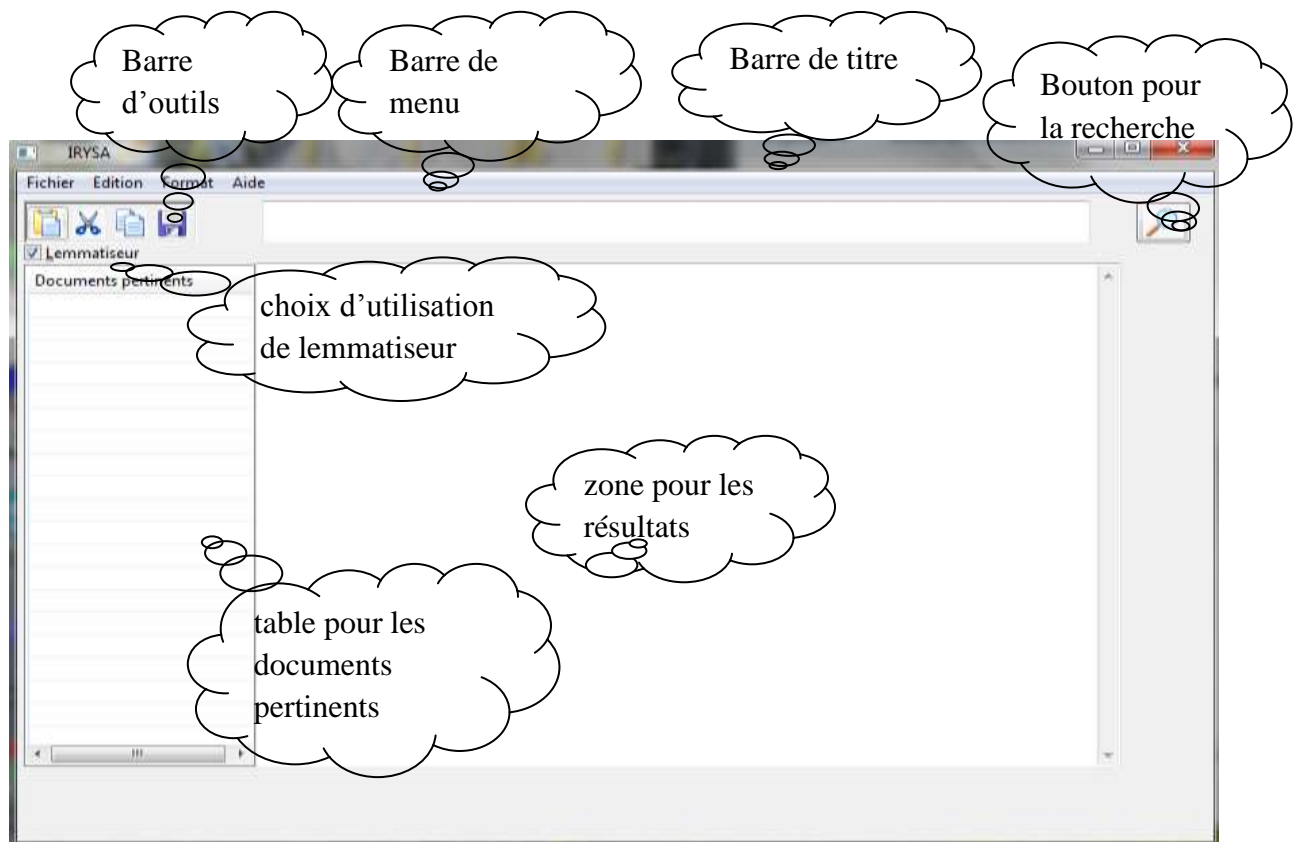 Barre
d’outils
Barre de
menu
Barre de titre
Bouton pour
la recherche
IRYSA
Fichier Edition Format Aide
Lemmatiseur
Documents pertinents
choix d’utilisation
de lemmatiseur
zone pour les
résultats
table pour les
documents
pertinents